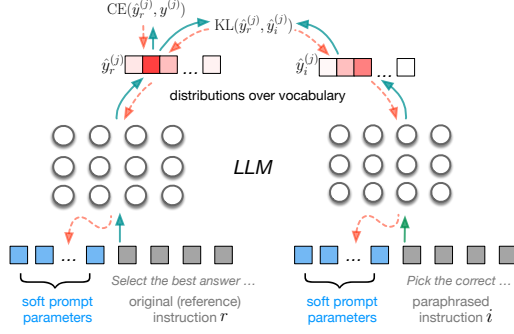 CE(ŷ_r^(j), y^(j))
KL(ŷ_r^(j), ŷ_i^(j))
ŷ_r^(j) ...
ŷ_i^(j) ...
distributions over vocabulary
LLM
... ...
Select the best answer ...
Pick the correct ...
soft prompt
parameters
original (reference)
instruction r
soft prompt
parameters
paraphrased
instruction i